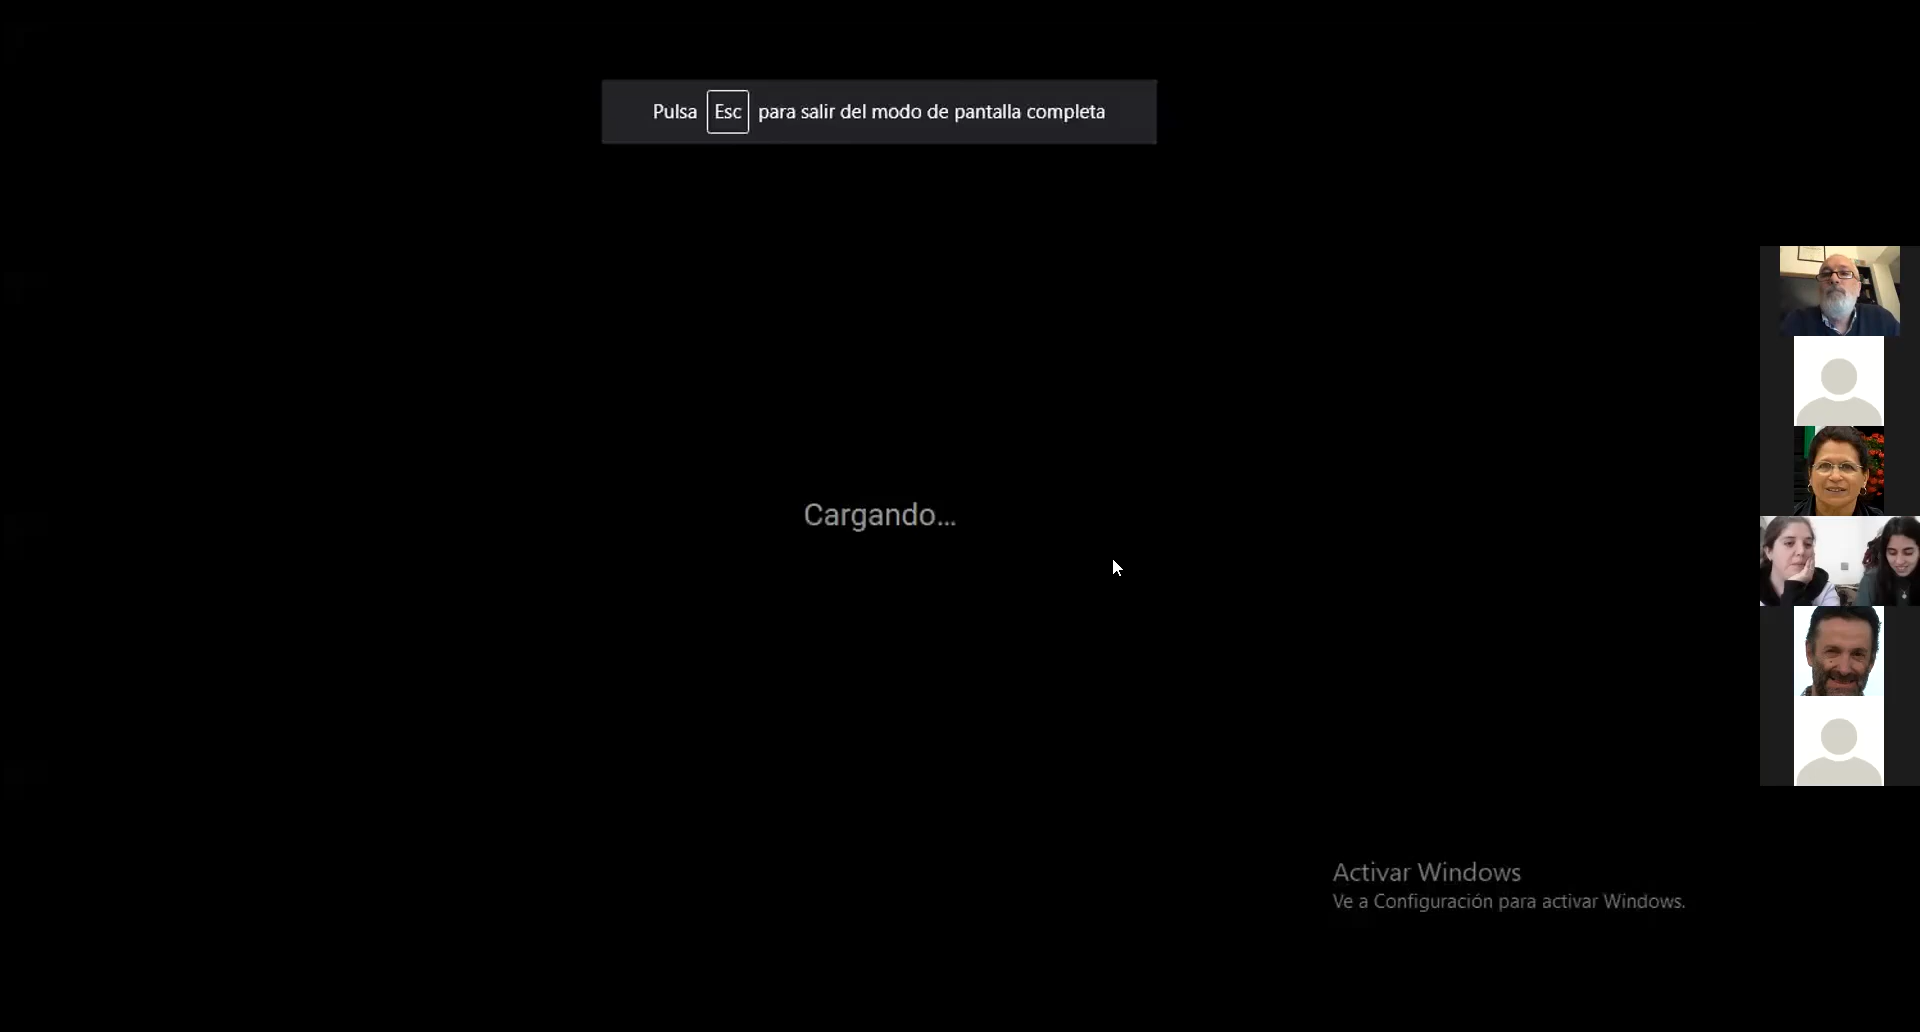 Pulsa Esc para salir del modo de pantalla completa
Cargando...
Activar Windows
Ve a Configuración para activar Windows.